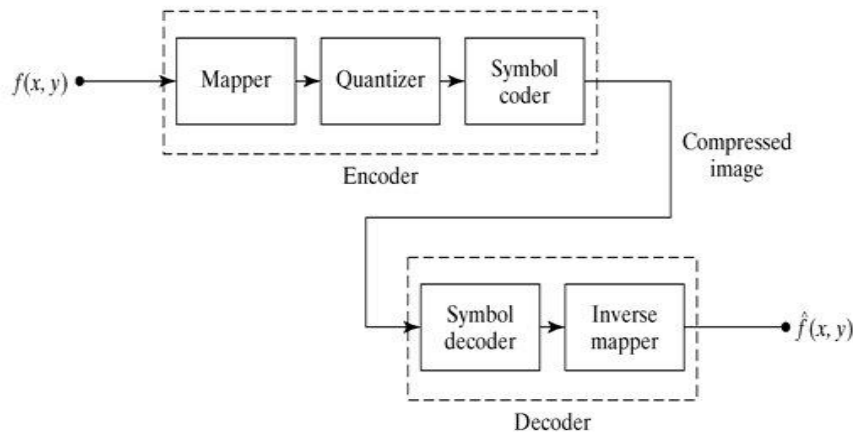 f(x, y)
Mapper
Quantizer
Symbol
coder
Encoder
Compressed
image
Symbol
decoder
Inverse
mapper
f̂(x, y)
Decoder